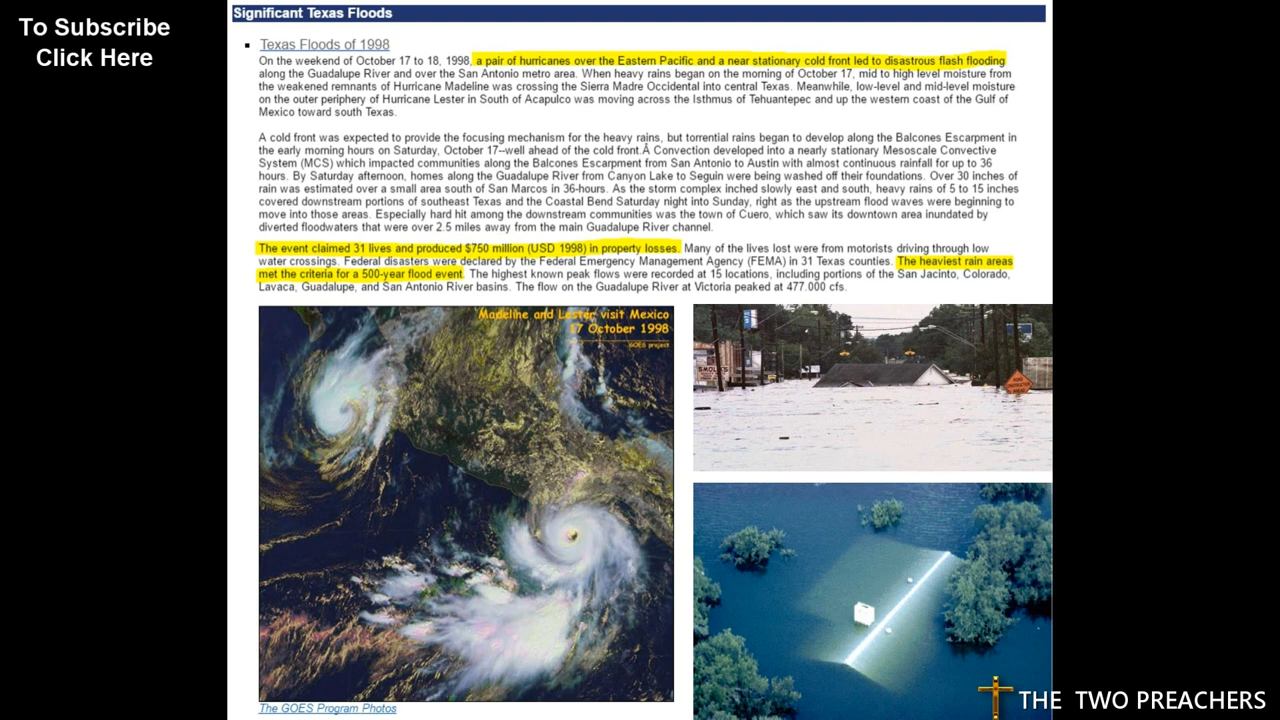 To Subscribe
Click Here
Significant Texas Floods
Texas Floods of 1998
On the weekend of October 17 to 18, 1998, a pair of hurricanes over the Eastern Pacific and a near stationary cold front led to disastrous flash flooding
along the Guadalupe River and over the San Antonio metro area. When heavy rains began on the morning of October 17, mid to high level moisture from
the weakened remnants of Hurricane Madeline was crossing the Sierra Madre Occidental into central Texas. Meanwhile, low-level and mid-level moisture
on the outer periphery of Hurricane Lester in South of Acapulco was moving across the Isthmus of Tehuantepec and up the western coast of the Gulf of
Mexico toward south Texas.
A cold front was expected to provide the focusing mechanism for the heavy rains, but torrential rains began to develop along the Balcones Escarpment in
the early morning hours on Saturday, October 17--well ahead of the cold front.Â Convection developed into a nearly stationary Mesoscale Convective
System (MCS) which impacted communities along the Balcones Escarpment from San Antonio to Austin with almost continuous rainfall for up to 36
hours. By Saturday afternoon, homes along the Guadalupe River from Canyon Lake to Seguin were being washed off their foundations. Over 30 inches of
rain was estimated over a small area south of San Marcos in 36-hours. As the storm complex inched slowly east and south, heavy rains of 5 to 15 inches
covered downstream portions of southeast Texas and the Coastal Bend Saturday night into Sunday, right as the upstream flood waves were beginning to
move into those areas. Especially hard hit among the downstream communities was the town of Cuero, which saw its downtown area inundated by
diverted floodwaters that were over 2.5 miles away from the main Guadalupe River channel.
The event claimed 31 lives and produced $750 million (USD 1998) in property losses. Many of the lives lost were from motorists driving through low
water crossings. Federal disasters were declared by the Federal Emergency Management Agency (FEMA) in 31 Texas counties. The heaviest rain areas
met the criteria for a 500-year flood event. The highest known peak flows were recorded at 15 locations, including portions of the San Jacinto, Colorado,
Lavaca, Guadalupe, and San Antonio River basins. The flow on the Guadalupe River at Victoria peaked at 477.000 cfs.
Madeline and Lester visit Mexico
17 October 1998
GOES project
ROAD
CONSTRUCTION
AHEAD
The GOES Program Photos
THE TWO PREACHERS